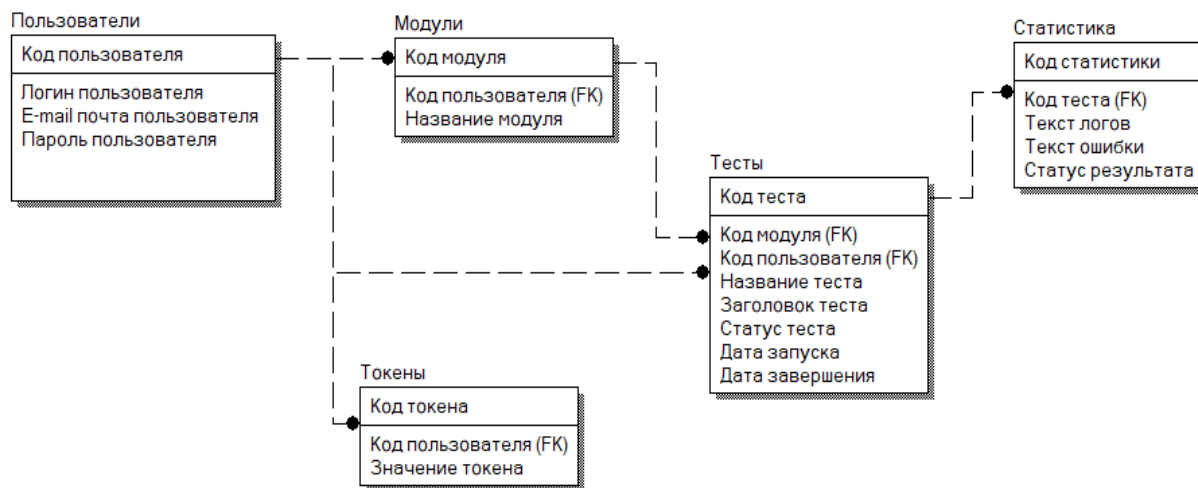 Пользователи
Код пользователя
Логин пользователя
E-mail почта пользователя
Пароль пользователя
Модули
Код модуля
Код пользователя (FK)
Название модуля
Статистика
Код статистики
Код теста (FK)
Текст логов
Текст ошибки
Статус результата
Тесты
Код теста
Код модуля (FK)
Код пользователя (FK)
Название теста
Заголовок теста
Статус теста
Дата запуска
Дата завершения
Токены
Код токена
Код пользователя (FK)
Значение токена